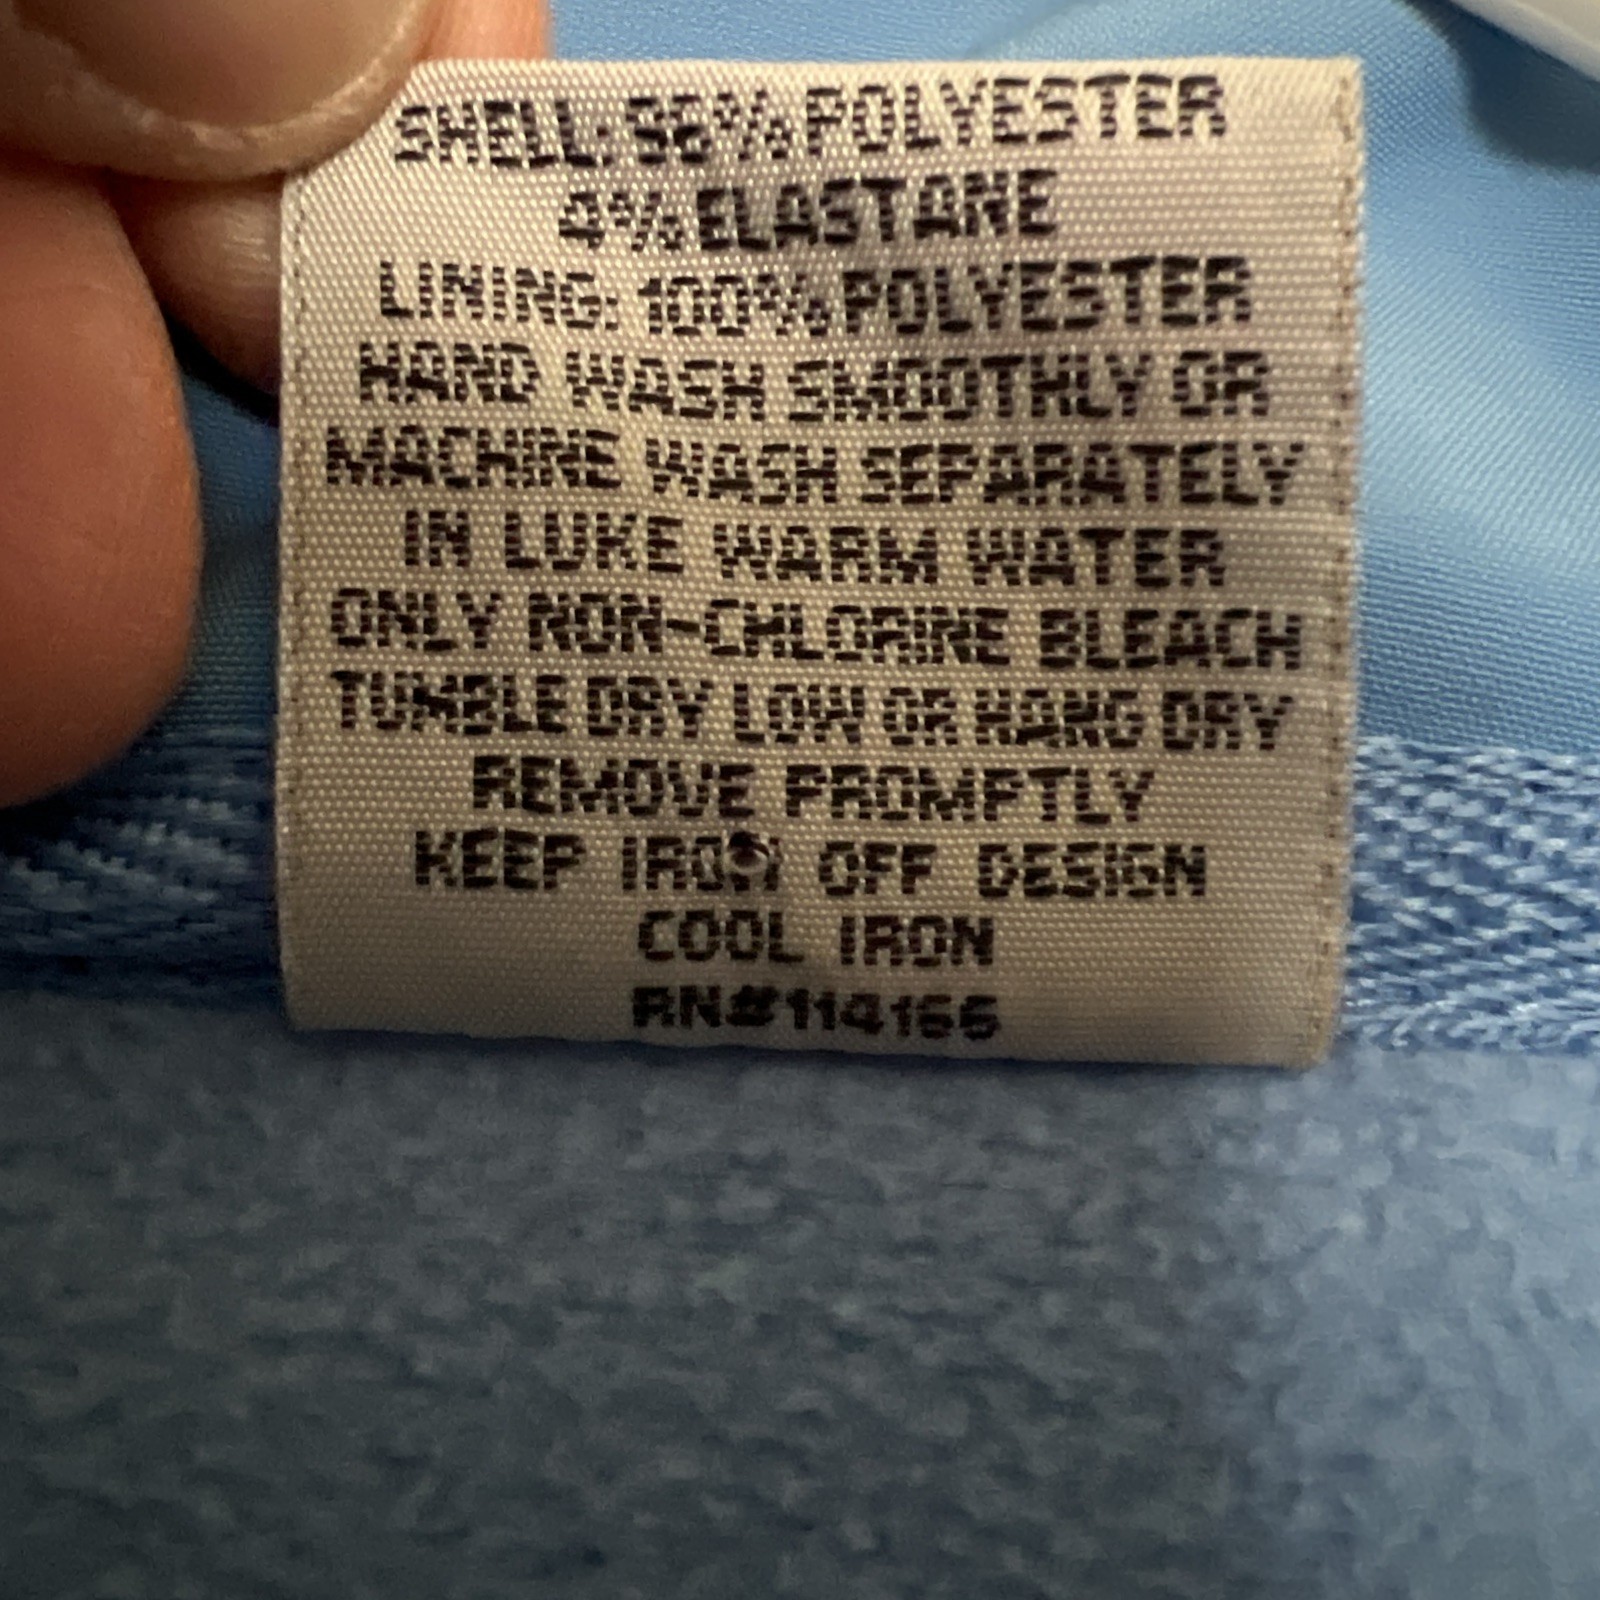 SHELL: 96% POLYESTER
4% ELASTANE
LINING: 100% POLYESTER
HAND WASH SMOOTHLY OR
MACHINE WASH SEPARATELY
IN LUKE WARM WATER
ONLY NON-CHLORINE BLEACH
TUMBLE DRY LOW OR HANG DRY
REMOVE PROMPTLY
KEEP IRON OFF DESIGN
COOL IRON
RN#114166